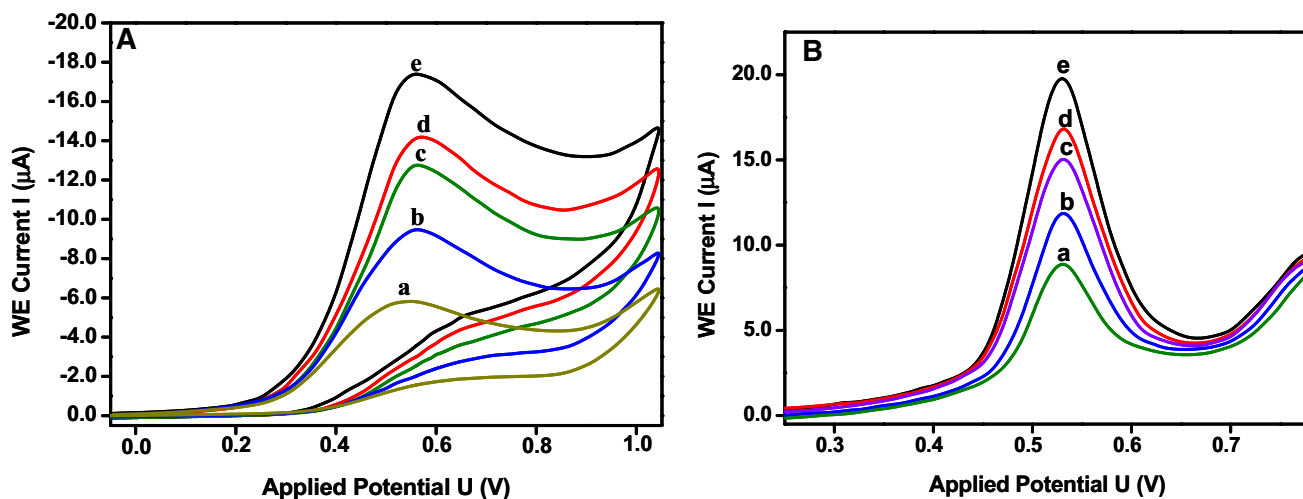 A
-20.0
-18.0
-16.0
-14.0
-12.0
-10.0
-8.0
-6.0
-4.0
-2.0
0.0
WE Current I (μA)
e
d
c
b
a
0.0 0.2 0.4 0.6 0.8 1.0
Applied Potential U (V)
B
20.0
15.0
10.0
5.0
0.0
WE Current I (μA)
e
d
c
b
a
0.3 0.4 0.5 0.6 0.7
Applied Potential U (V)